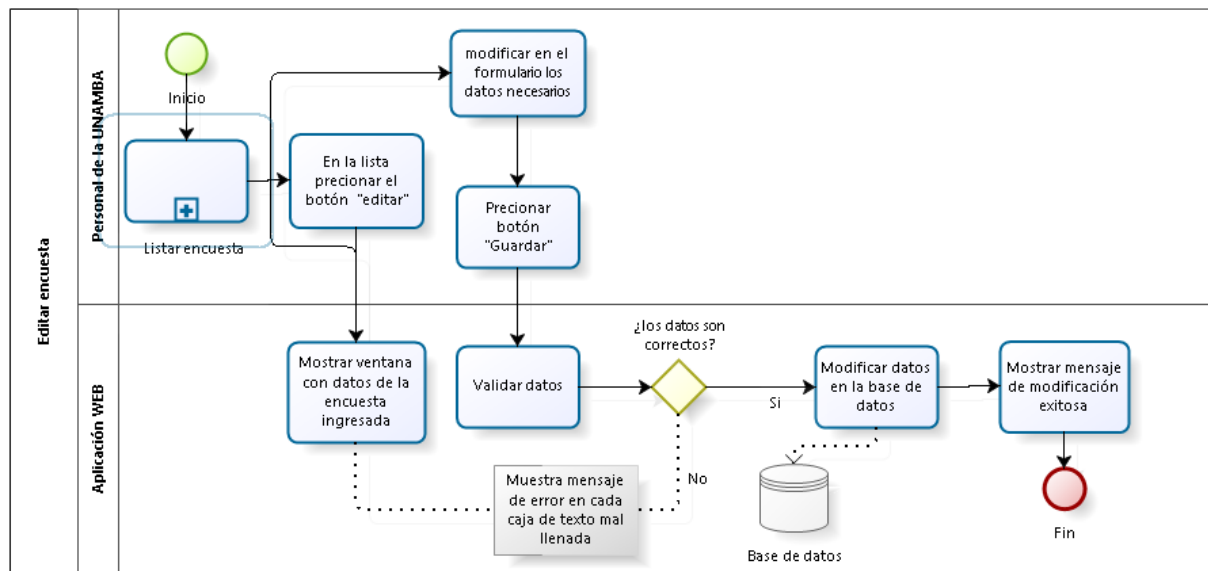 Editar encuesta
Personal de la UNAMBA
Inicio
Listar encuesta
En la lista
precionar el
botón "editar"
modificar en el
formulario los
datos necesarios
Precionar
botón
"Guardar"
Aplicación WEB
Mostrar ventana
con datos de la
encuesta
ingresada
Validar datos
¿los datos son
correctos?
Si
No
Muestra mensaje
de error en cada
caja de texto mal
llenada
Modificar datos
en la base de
datos
Base de datos
Mostrar mensaje
de modificación
exitosa
Fin